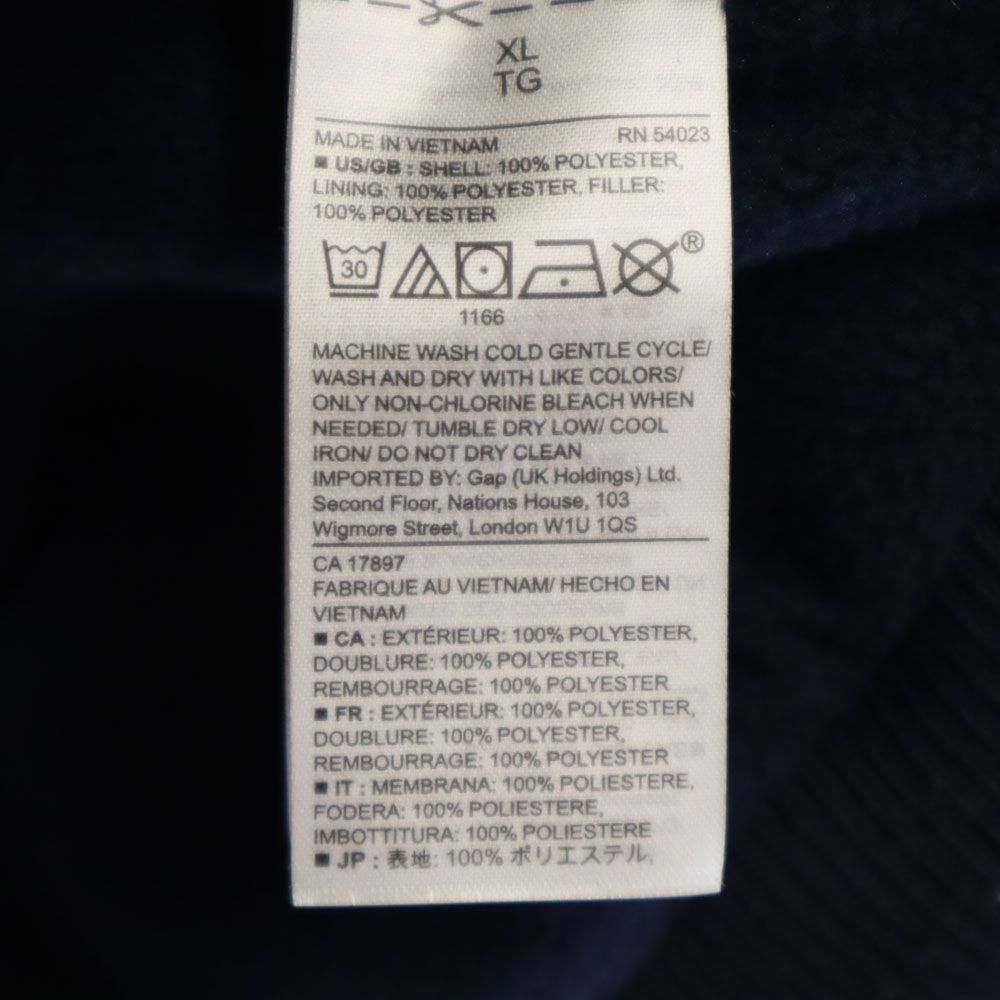 XL
TG
MADE IN VIETNAM RN 54023
■ US/GB : SHELL: 100% POLYESTER,
LINING: 100% POLYESTER, FILLER:
100% POLYESTER
30 ®
1166
MACHINE WASH COLD GENTLE CYCLE/
WASH AND DRY WITH LIKE COLORS/
ONLY NON-CHLORINE BLEACH WHEN
NEEDED/ TUMBLE DRY LOW/ COOL
IRON/ DO NOT DRY CLEAN
IMPORTED BY: Gap (UK Holdings) Ltd.
Second Floor, Nations House, 103
Wigmore Street, London W1U 1QS
CA 17897
FABRIQUE AU VIETNAM/ HECHO EN
VIETNAM
■ CA : EXTÉRIEUR: 100% POLYESTER,
DOUBLURE: 100% POLYESTER,
REMBOURRAGE: 100% POLYESTER
■ FR : EXTÉRIEUR: 100% POLYESTER,
DOUBLURE: 100% POLYESTER,
REMBOURRAGE: 100% POLYESTER
■ IT : MEMBRANA: 100% POLIESTERE,
FODERA: 100% POLIESTERE,
IMBOTTITURA: 100% POLIESTERE
■ JP : 表地: 100% ポリエステル,